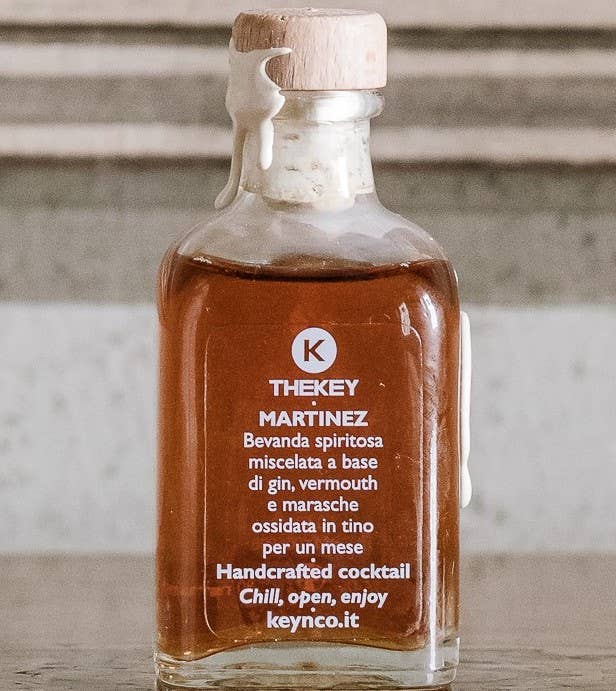 K
THEKEY
MARTINEZ
Bevanda spiritosa
miscelata a base
di gin, vermouth
e marasche
ossidata in tino
per un mese
Handcrafted cocktail
Chill, open, enjoy
keynco.it